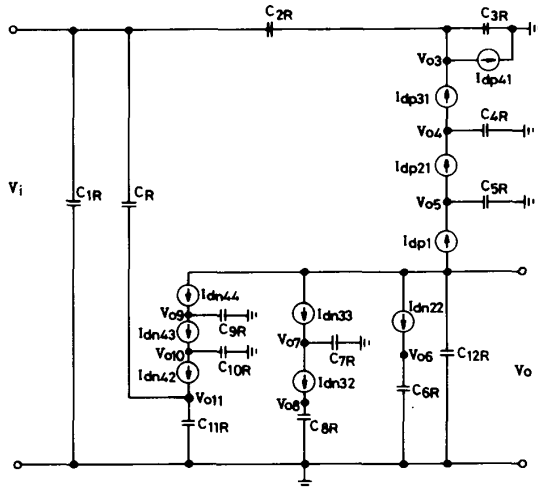 C2R
C3R
Vo3
Idp41
Idp31
Vo4
C4R
Idp21
Vi
C1R
CR
Vo5
C5R
Idp1
Idn44
Vo9
C9R
Idn43
Vo10
C10R
Idn42
Vo11
C11R
Idn33
Vo7
C7R
Idn32
Vo8
C8R
Idn22
Vo6
C6R
C12R
Vo